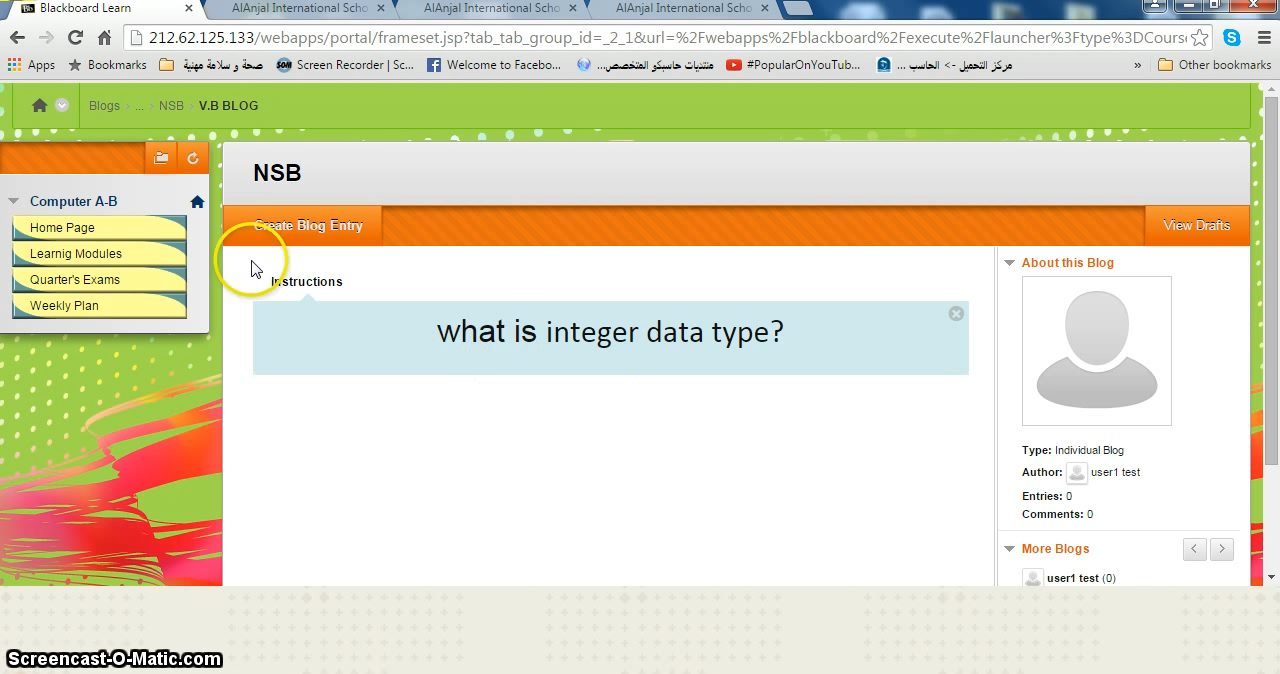 Blackboard Learn
AlAnjal International Scho
AlAnjal International Scho
AlAnjal International Scho
212.62.125.133/webapps/portal/frameset.jsp?tab_tab_group_id=_2_1&url=%2Fwebapps%2Fblackboard%2Fexecute%2Flauncher%3Ftype%3DCourse
Apps
Bookmarks
صحة و سلامة مهنية
Screen Recorder | Sc...
Welcome to Facebo...
منتديات حاسبكو المتخصص...
#PopularOnYouTub...
مركز التحميل -> الحاسب ...
»
Other bookmarks
Blogs › ... › NSB › V.B BLOG
Computer A-B
Home Page
Learnig Modules
Quarter's Exams
Weekly Plan
NSB
Create Blog Entry
View Drafts
Instructions
what is integer data type?
About this Blog
Type: Individual Blog
Author: user1 test
Entries: 0
Comments: 0
More Blogs
user1 test (0)
Screencast-O-Matic.com